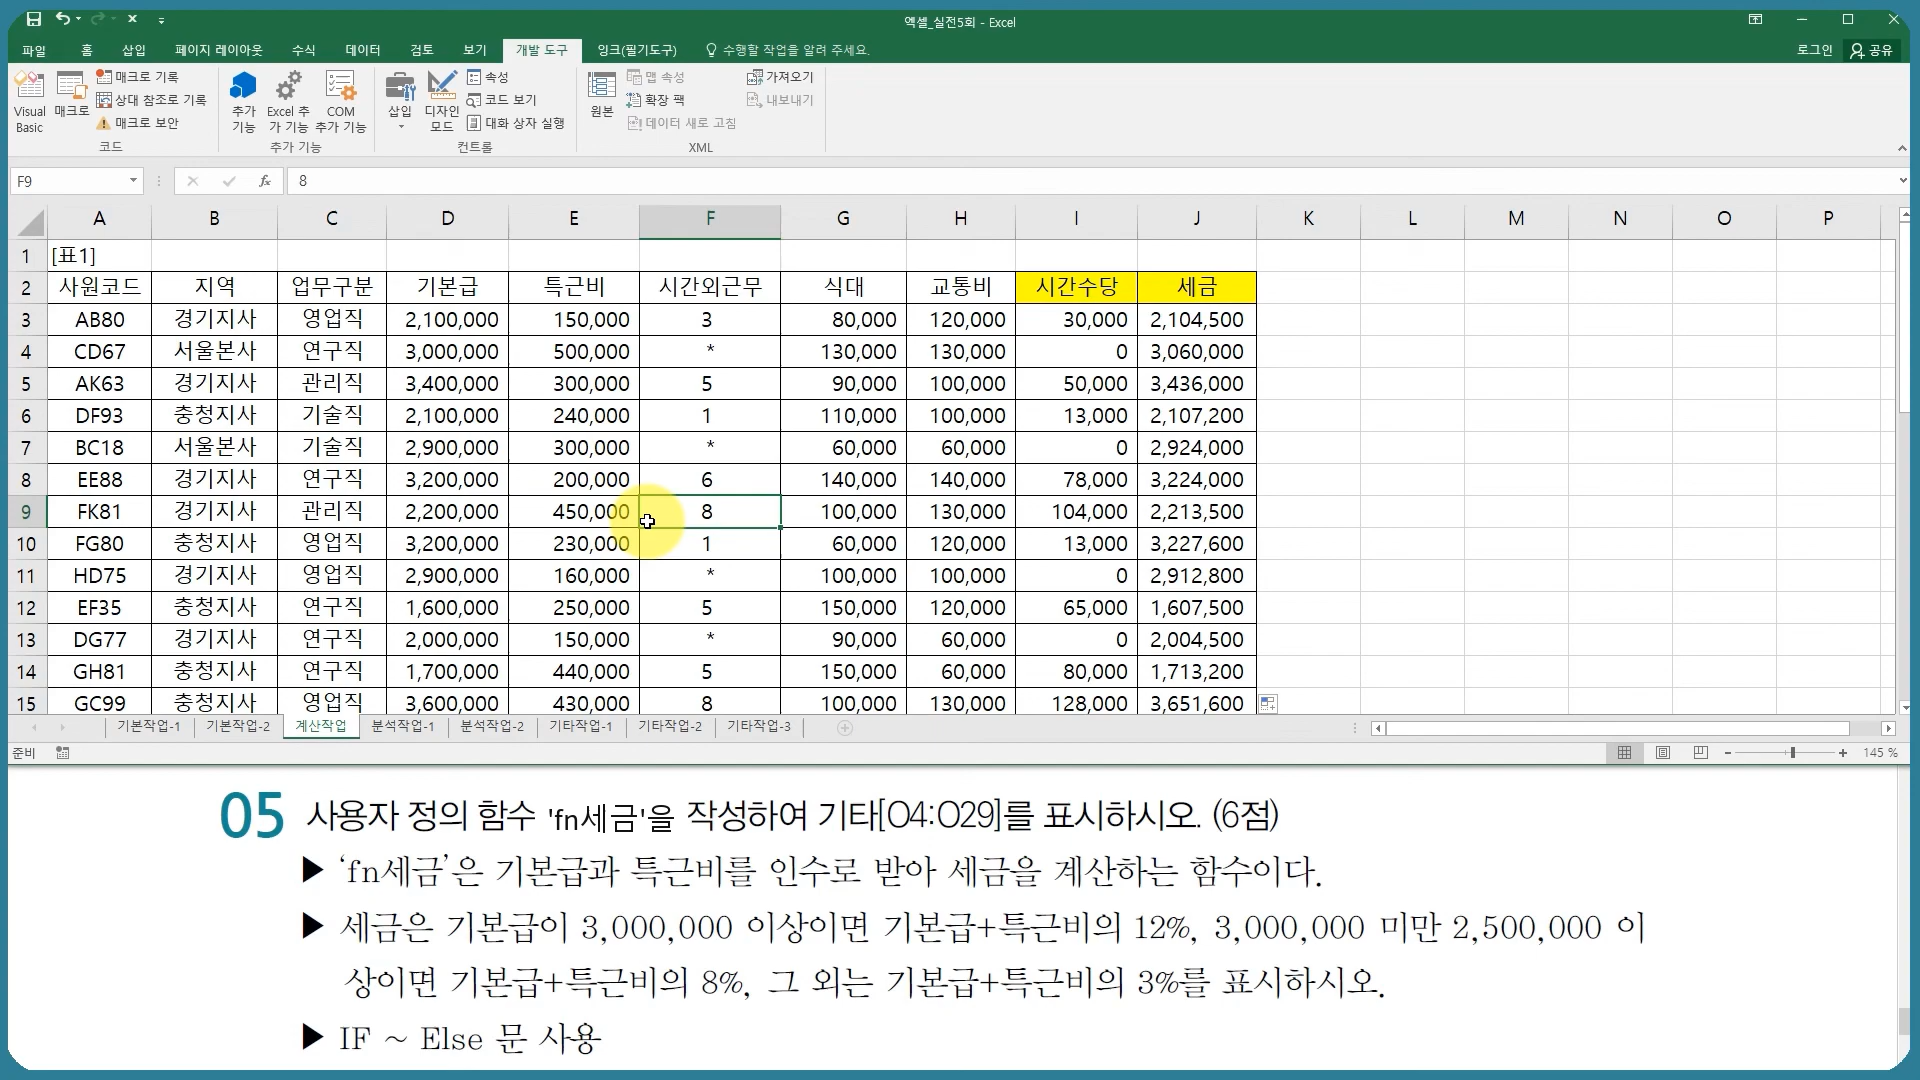 엑셀_실전5회 - Excel
파일 홈 삽입 페이지 레이아웃 수식 데이터 검토 보기 개발 도구 잉크(필기도구) 수행할 작업을 알려 주세요. 로그인 공유
Visual Basic 매크로 매크로 기록 상대 참조로 기록 매크로 보안 코드
추가 기능 Excel 추가 기능 COM 추가 기능 추가 기능
삽입 디자인 모드 속성 코드 보기 대화 상자 실행 컨트롤
원본 맵 속성 확장 팩 데이터 새로 고침 가져오기 내보내기 XML
F9 fx 8
A B C D E F G H I J K L M N O P
1 [표1]
2 사원코드 지역 업무구분 기본급 특근비 시간외근무 식대 교통비 시간수당 세금
3 AB80 경기지사 영업직 2,100,000 150,000 3 80,000 120,000 30,000 2,104,500
4 CD67 서울본사 연구직 3,000,000 500,000 * 130,000 130,000 0 3,060,000
5 AK63 경기지사 관리직 3,400,000 300,000 5 90,000 100,000 50,000 3,436,000
6 DF93 충청지사 기술직 2,100,000 240,000 1 110,000 100,000 13,000 2,107,200
7 BC18 서울본사 기술직 2,900,000 300,000 * 60,000 60,000 0 2,924,000
8 EE88 경기지사 연구직 3,200,000 200,000 6 140,000 140,000 78,000 3,224,000
9 FK81 경기지사 관리직 2,200,000 450,000 8 100,000 130,000 104,000 2,213,500
10 FG80 충청지사 영업직 3,200,000 230,000 1 60,000 120,000 13,000 3,227,600
11 HD75 경기지사 영업직 2,900,000 160,000 * 100,000 100,000 0 2,912,800
12 EF35 충청지사 연구직 1,600,000 250,000 5 150,000 120,000 65,000 1,607,500
13 DG77 경기지사 연구직 2,000,000 150,000 * 90,000 60,000 0 2,004,500
14 GH81 충청지사 연구직 1,700,000 440,000 5 150,000 60,000 80,000 1,713,200
15 GC99 충청지사 영업직 3,600,000 430,000 8 100,000 130,000 128,000 3,651,600
기본작업-1 기본작업-2 계산작업 분석작업-1 분석작업-2 기타작업-1 기타작업-2 기타작업-3
준비 145 %
05 사용자 정의 함수 'fn세금'을 작성하여 기타[O4:O29]를 표시하시오. (6점)
▶ ‘fn세금’은 기본급과 특근비를 인수로 받아 세금을 계산하는 함수이다.
▶ 세금은 기본급이 3,000,000 이상이면 기본급+특근비의 12%, 3,000,000 미만 2,500,000 이
상이면 기본급+특근비의 8%, 그 외는 기본급+특근비의 3%를 표시하시오.
▶ IF ~ Else 문 사용